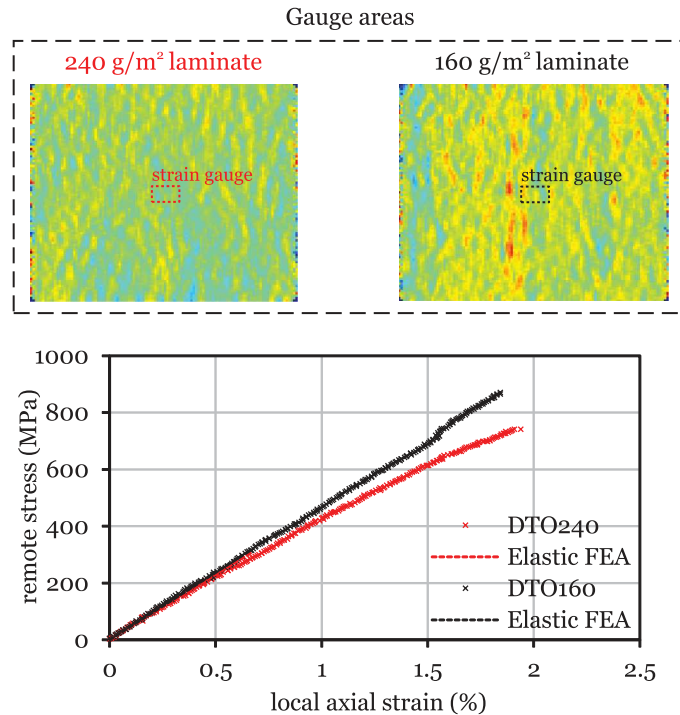 Gauge areas
240 g/m² laminate
160 g/m² laminate
strain gauge
strain gauge
1000
800
600
400
200
0
remote stress (MPa)
DTO240
Elastic FEA
DTO160
Elastic FEA
0
0.5
1
1.5
2
2.5
local axial strain (%)